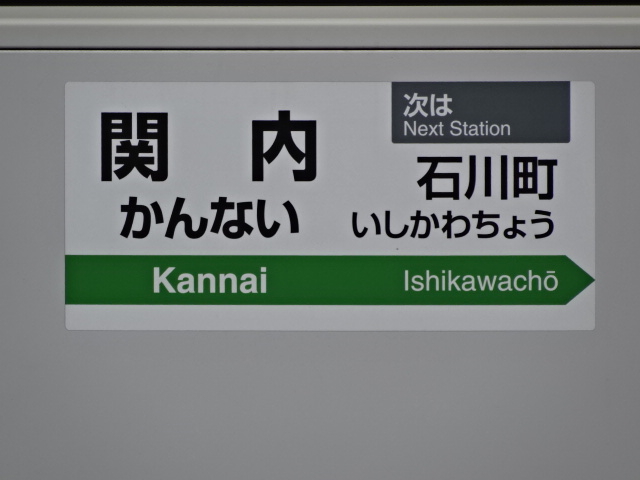 関内
かんない
Kannai
次は
Next Station
石川町
いしかわちょう
Ishikawachō